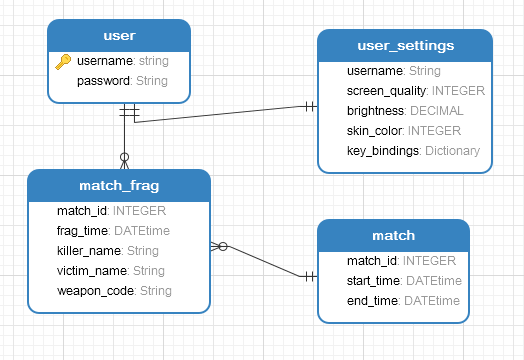 user
username: string
password: String
user_settings
username: String
screen_quality: INTEGER
brightness: DECIMAL
skin_color: INTEGER
key_bindings: Dictionary
match_frag
match_id: INTEGER
frag_time: DATEtime
killer_name: String
victim_name: String
weapon_code: String
match
match_id: INTEGER
start_time: DATEtime
end_time: DATEtime